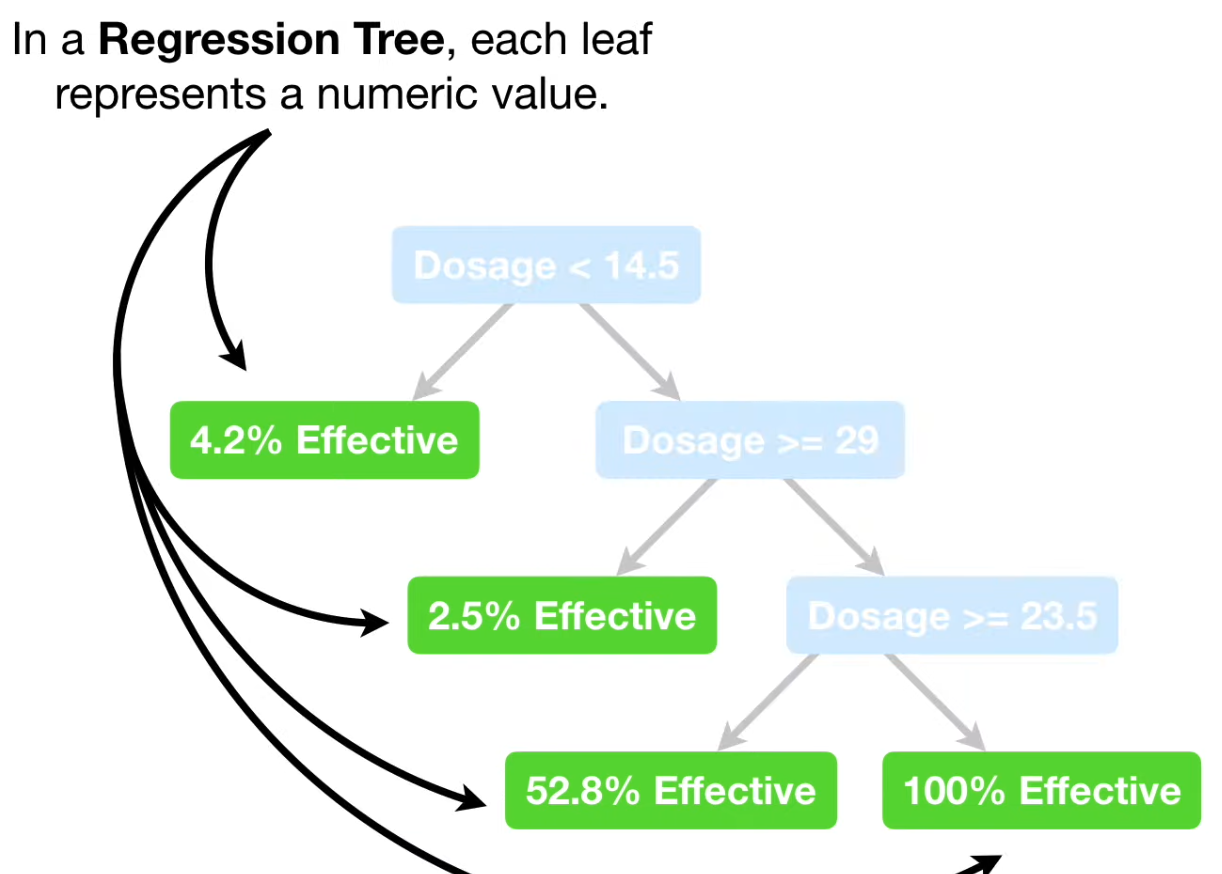 In a Regression Tree, each leaf
represents a numeric value.
Dosage < 14.5
4.2% Effective
Dosage >= 29
2.5% Effective
Dosage >= 23.5
52.8% Effective
100% Effective